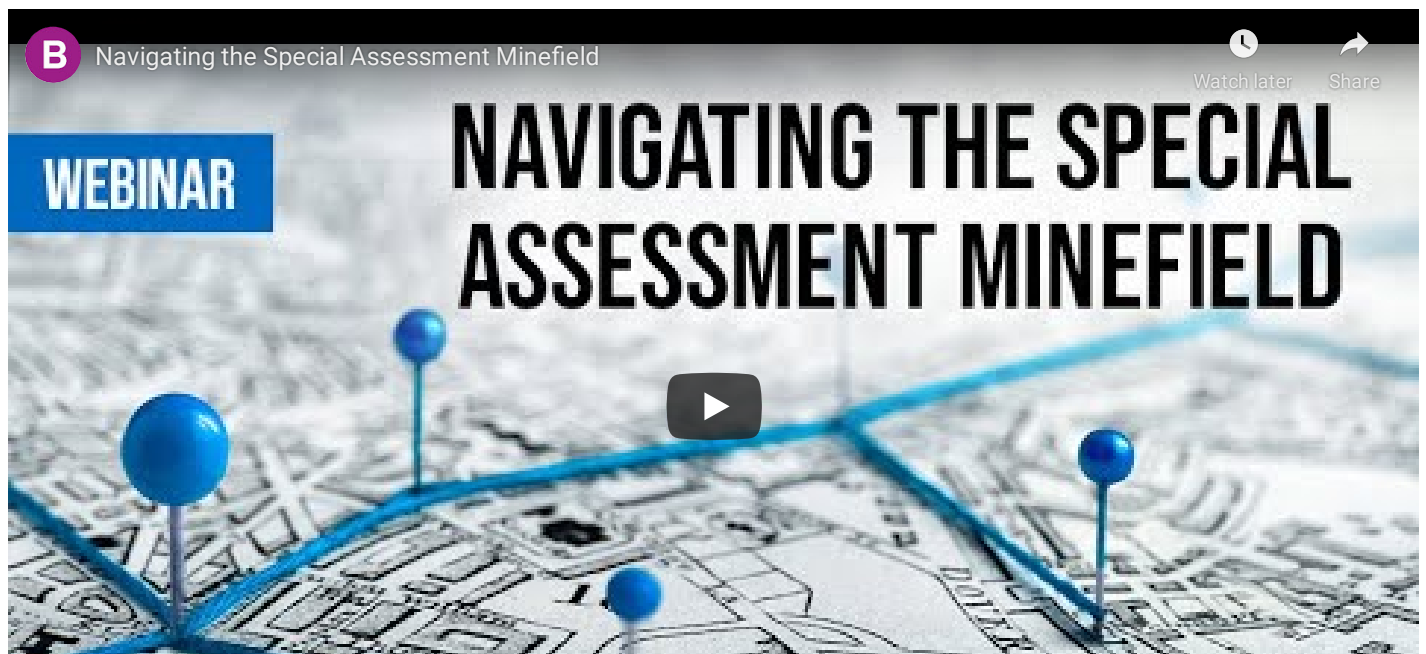 B
Navigating the Special Assessment Minefield
Watch later
Share
WEBINAR
NAVIGATING THE SPECIAL
ASSESSMENT MINEFIELD